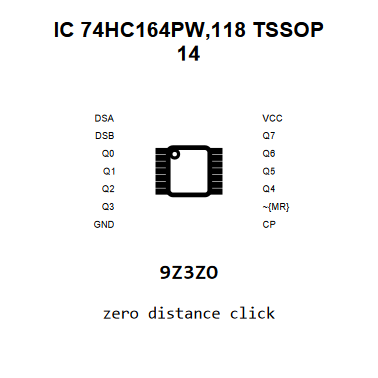 IC 74HC164PW,118 TSSOP
14
DSA VCC
DSB Q7
Q0 Q6
Q1 Q5
Q2 Q4
Q3 ~{MR}
GND CP
9Z3ZO
zero distance click